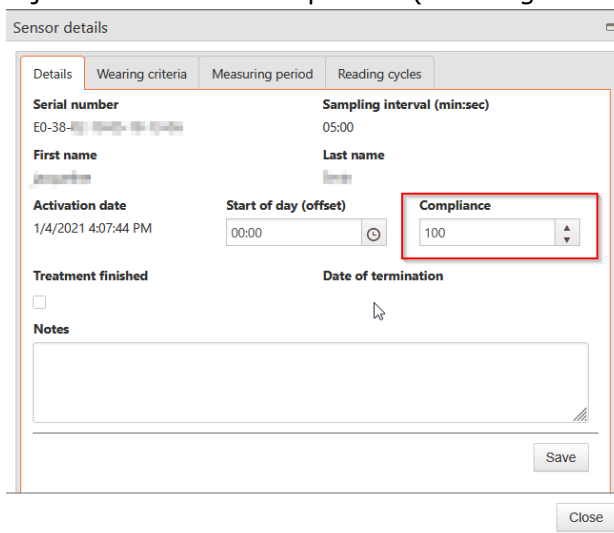 Sensor details
Details Wearing criteria Measuring period Reading cycles
Serial number Sampling interval (min:sec)
E0-38- 05:00
First name Last name
Activation date Start of day (offset) Compliance
1/4/2021 4:07:44 PM 00:00 100
Treatment finished Date of termination
Notes
Save
Close